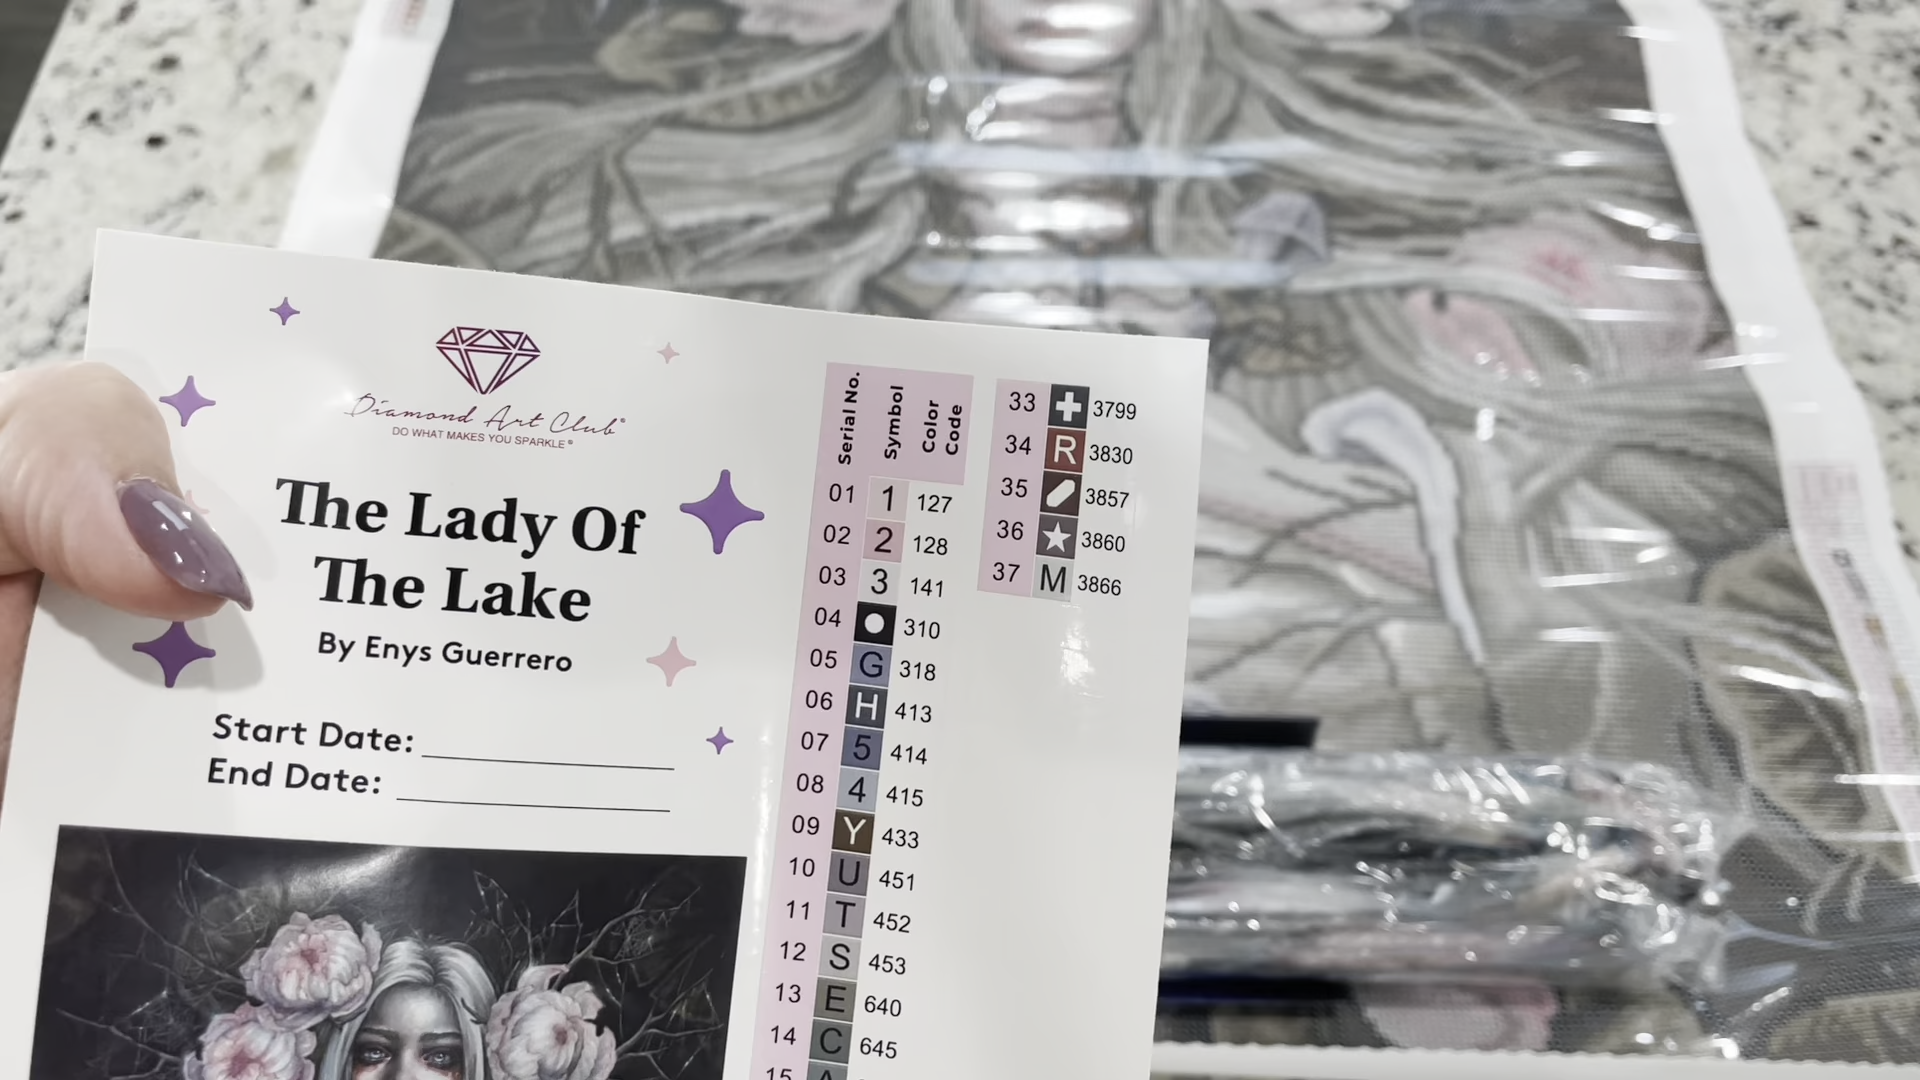 Diamond Art Club®
DO WHAT MAKES YOU SPARKLE®
The Lady Of
The Lake
By Enys Guerrero
Start Date:
End Date:
Serial No. Symbol Color Code
01 1 127
02 2 128
03 3 141
04 310
05 G 318
06 H 413
07 5 414
08 4 415
09 Y 433
10 U 451
11 T 452
12 S 453
13 E 640
14 C 645
15
33 3799
34 R 3830
35 3857
36 3860
37 M 3866